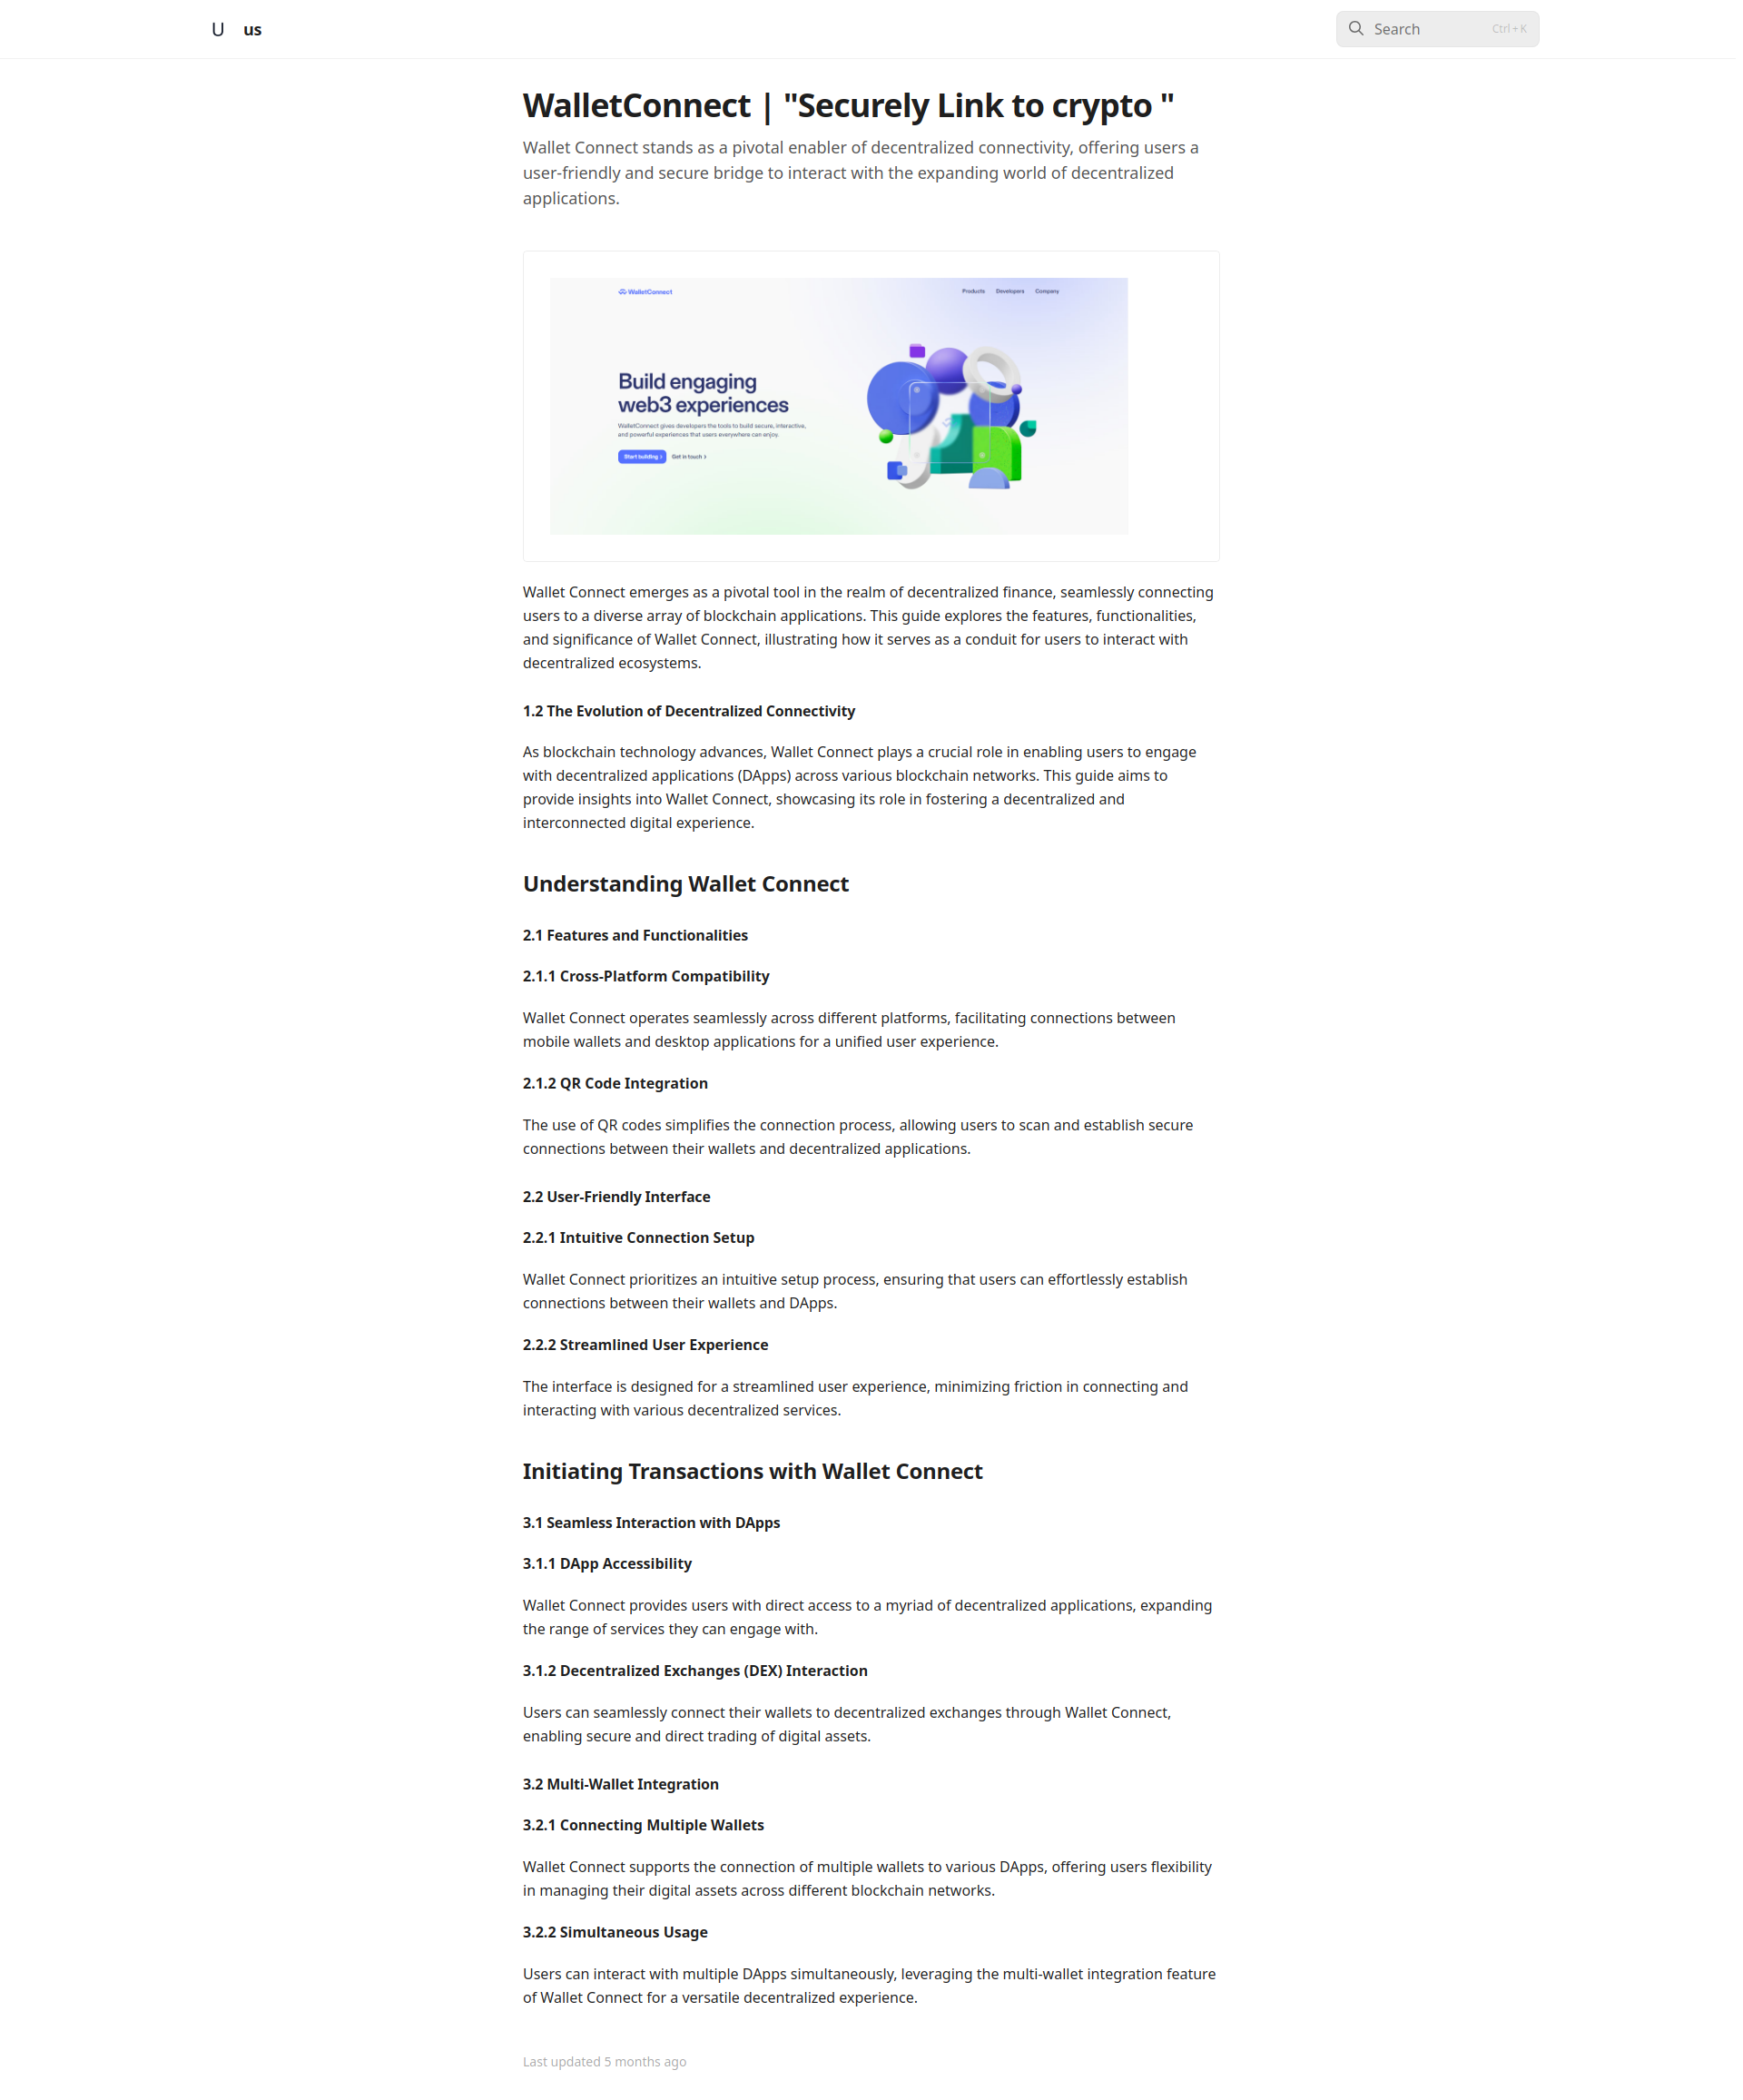 U us
Search Ctrl + K
WalletConnect | "Securely Link to crypto "
Wallet Connect stands as a pivotal enabler of decentralized connectivity, offering users a
user-friendly and secure bridge to interact with the expanding world of decentralized
applications.
WalletConnect
Products Developers Company
Build engaging
web3 experiences
WalletConnect gives developers the tools to build secure, interactive,
and powerful experiences that users everywhere can enjoy.
Start building › Get in touch ›
Wallet Connect emerges as a pivotal tool in the realm of decentralized finance, seamlessly connecting
users to a diverse array of blockchain applications. This guide explores the features, functionalities,
and significance of Wallet Connect, illustrating how it serves as a conduit for users to interact with
decentralized ecosystems.
1.2 The Evolution of Decentralized Connectivity
As blockchain technology advances, Wallet Connect plays a crucial role in enabling users to engage
with decentralized applications (DApps) across various blockchain networks. This guide aims to
provide insights into Wallet Connect, showcasing its role in fostering a decentralized and
interconnected digital experience.
Understanding Wallet Connect
2.1 Features and Functionalities
2.1.1 Cross-Platform Compatibility
Wallet Connect operates seamlessly across different platforms, facilitating connections between
mobile wallets and desktop applications for a unified user experience.
2.1.2 QR Code Integration
The use of QR codes simplifies the connection process, allowing users to scan and establish secure
connections between their wallets and decentralized applications.
2.2 User-Friendly Interface
2.2.1 Intuitive Connection Setup
Wallet Connect prioritizes an intuitive setup process, ensuring that users can effortlessly establish
connections between their wallets and DApps.
2.2.2 Streamlined User Experience
The interface is designed for a streamlined user experience, minimizing friction in connecting and
interacting with various decentralized services.
Initiating Transactions with Wallet Connect
3.1 Seamless Interaction with DApps
3.1.1 DApp Accessibility
Wallet Connect provides users with direct access to a myriad of decentralized applications, expanding
the range of services they can engage with.
3.1.2 Decentralized Exchanges (DEX) Interaction
Users can seamlessly connect their wallets to decentralized exchanges through Wallet Connect,
enabling secure and direct trading of digital assets.
3.2 Multi-Wallet Integration
3.2.1 Connecting Multiple Wallets
Wallet Connect supports the connection of multiple wallets to various DApps, offering users flexibility
in managing their digital assets across different blockchain networks.
3.2.2 Simultaneous Usage
Users can interact with multiple DApps simultaneously, leveraging the multi-wallet integration feature
of Wallet Connect for a versatile decentralized experience.
Last updated 5 months ago